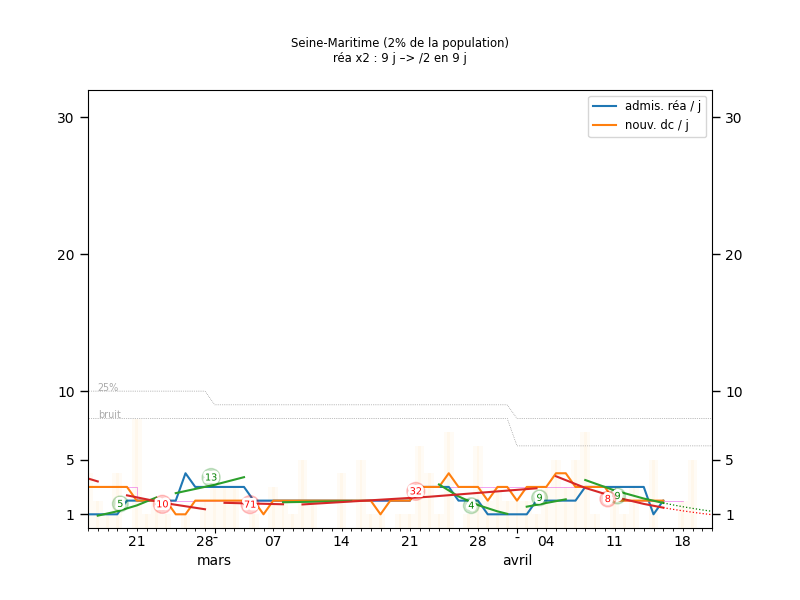 Seine-Maritime (2% de la population)
réa x2 : 9 j –> /2 en 9 j
admis. réa / j
nouv. dc / j
30 30
20 20
10 10
25%
bruit
5 5
13
32
5 10 71 4 9 8 9
1 1
21 28 07 14 21 28 04 11 18
mars avril